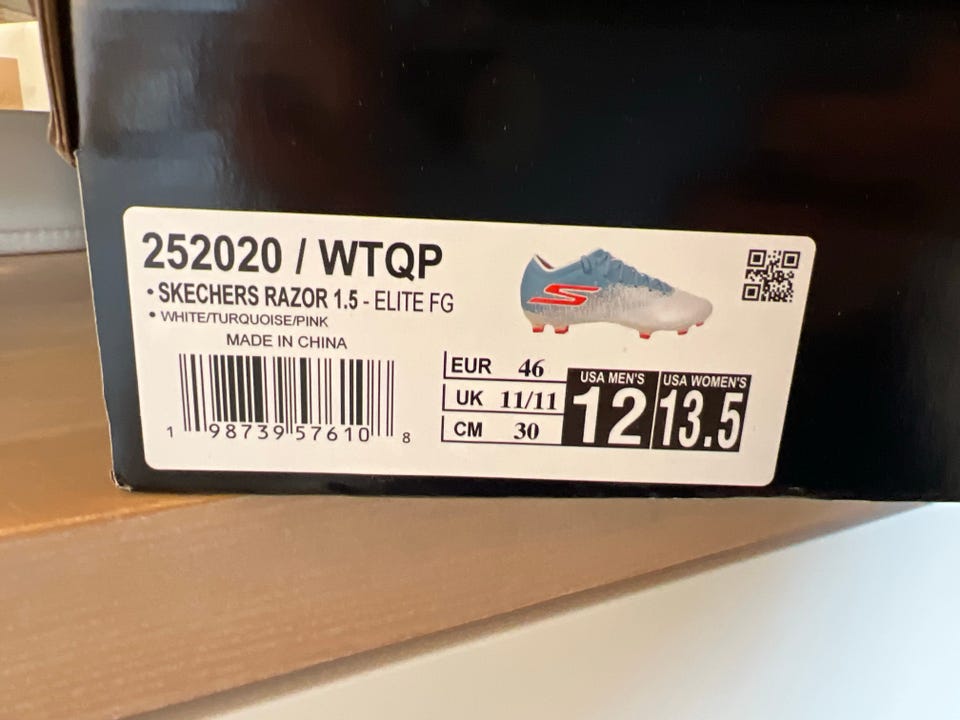 252020 / WTQP
• SKECHERS RAZOR 1.5 - ELITE FG
• WHITE/TURQUOISE/PINK
MADE IN CHINA
1 98739 57610 8
EUR 46
UK 11/11
CM 30
USA MEN'S
12
USA WOMEN'S
13.5